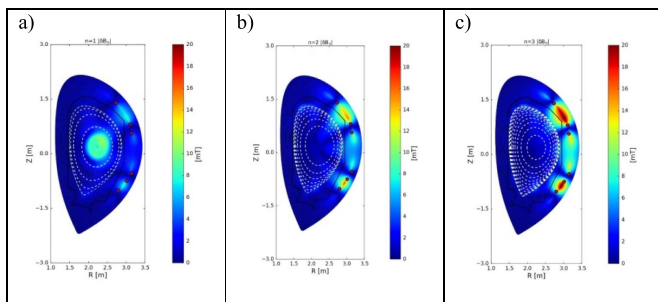 a) b) c)
n=1 |δB₀| n=2 |δB₀| n=3 |δB₀|
3.0 20 3.0 20 3.0 20
18 18 18
16 16 16
1.5 14 1.5 14 1.5 14
12 12 12
Z [m] 0.0 10 [mT] Z [m] 0.0 10 [mT] Z [m] 0.0 10 [mT]
8 8 8
6 6 6
−1.5 4 −1.5 4 −1.5 4
2 2 2
−3.0 0 −3.0 0 −3.0 0
1.0 1.5 2.0 2.5 3.0 3.5 1.0 1.5 2.0 2.5 3.0 3.5 1.0 1.5 2.0 2.5 3.0 3.5
R [m] R [m] R [m]